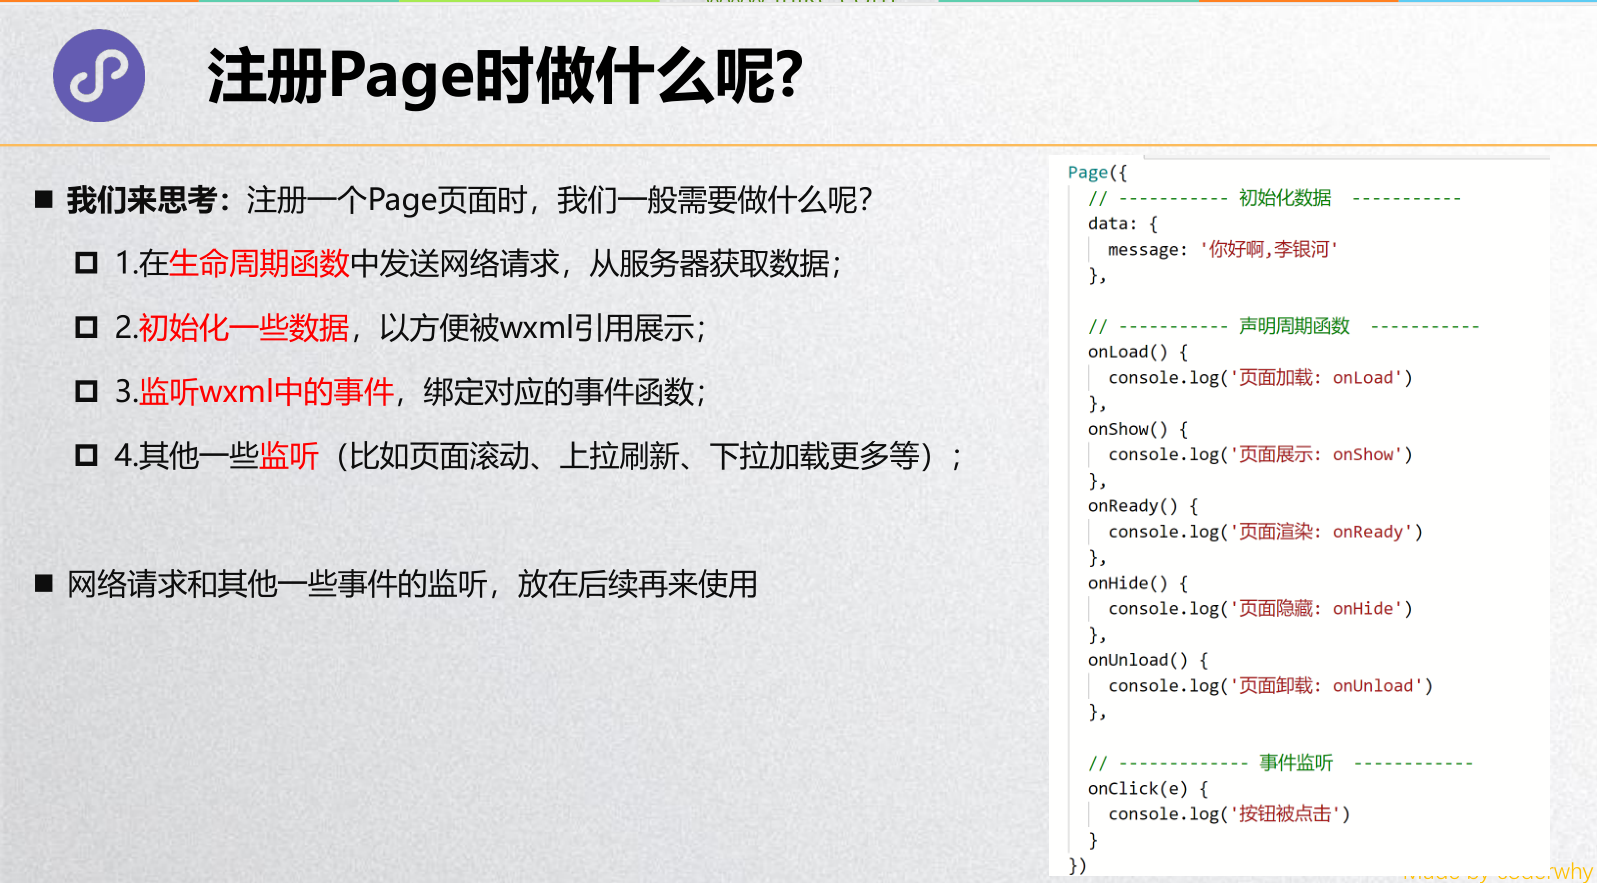 注册Page时做什么呢?
■ 我们来思考：注册一个Page页面时，我们一般需要做什么呢？
1.在生命周期函数中发送网络请求，从服务器获取数据；
2.初始化一些数据，以方便被wxml引用展示；
3.监听wxml中的事件，绑定对应的事件函数；
4.其他一些监听（比如页面滚动、上拉刷新、下拉加载更多等）；
■ 网络请求和其他一些事件的监听，放在后续再来使用
Page({
// ----------- 初始化数据 -----------
data: {
message: '你好啊,李银河'
},
// ----------- 声明周期函数 -----------
onLoad() {
console.log('页面加载: onLoad')
},
onShow() {
console.log('页面展示: onShow')
},
onReady() {
console.log('页面渲染: onReady')
},
onHide() {
console.log('页面隐藏: onHide')
},
onUnload() {
console.log('页面卸载: onUnload')
},
// ------------- 事件监听 ------------
onClick(e) {
console.log('按钮被点击')
}
})
Made by coderwhy